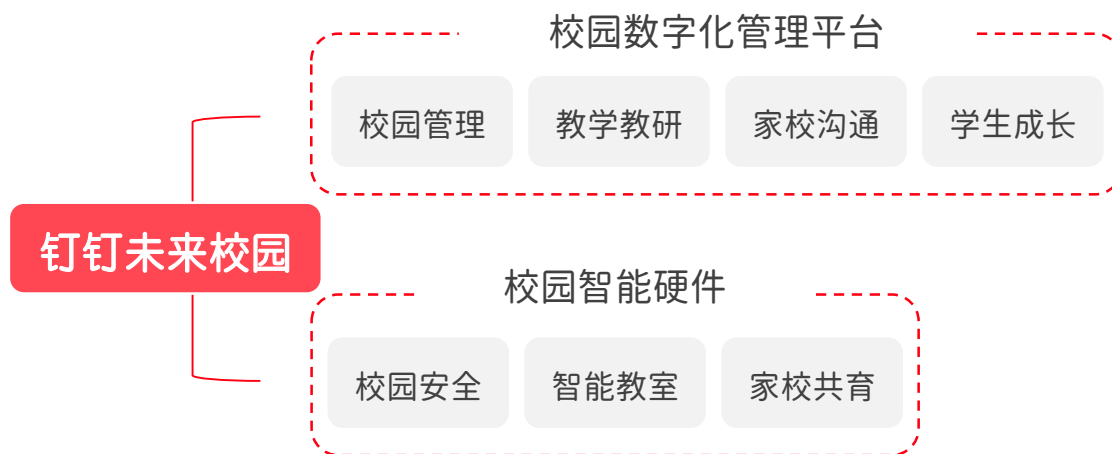 校园数字化管理平台
校园管理 教学教研 家校沟通 学生成长
钉钉未来校园
校园智能硬件
校园安全 智能教室 家校共育